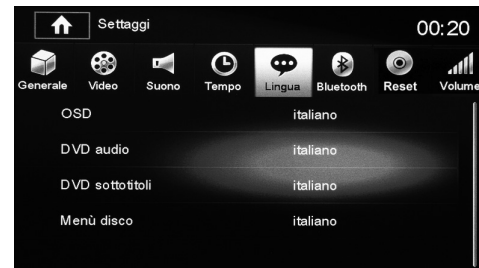 Settaggi 00:20
Generale Video Suono Tempo Lingua Bluetooth Reset Volume
OSD italiano
DVD audio italiano
DVD sottotitoli italiano
Menù disco italiano